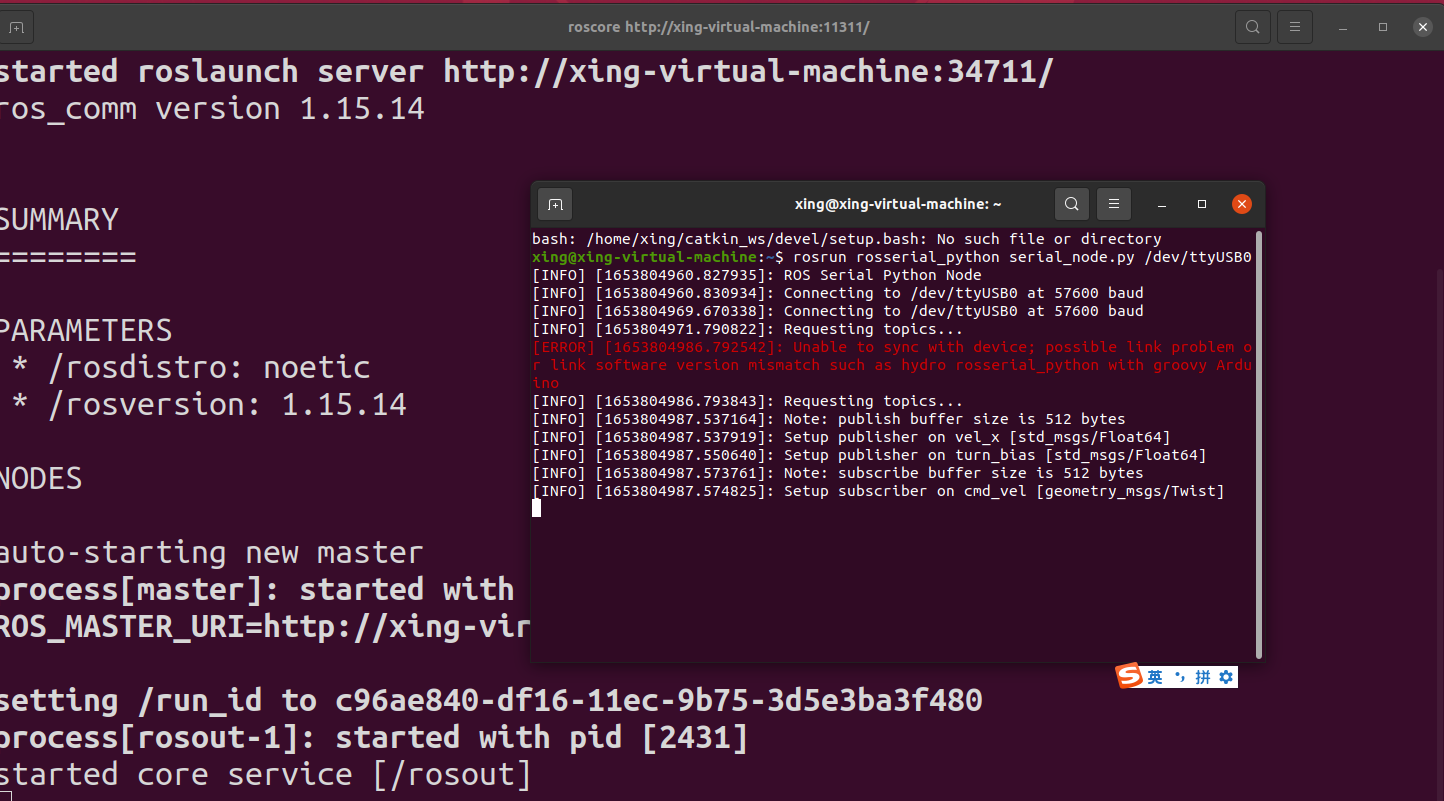 roscore http://xing-virtual-machine:11311/
started roslaunch server http://xing-virtual-machine:34711/
ros_comm version 1.15.14
SUMMARY
========
PARAMETERS
* /rosdistro: noetic
* /rosversion: 1.15.14
NODES
auto-starting new master
process[master]: started with
ROS_MASTER_URI=http://xing-vir
setting /run_id to c96ae840-df16-11ec-9b75-3d5e3ba3f480
process[rosout-1]: started with pid [2431]
started core service [/rosout]
xing@xing-virtual-machine: ~
bash: /home/xing/catkin_ws/devel/setup.bash: No such file or directory
xing@xing-virtual-machine:~$ rosrun rosserial_python serial_node.py /dev/ttyUSB0
[INFO] [1653804960.827935]: ROS Serial Python Node
[INFO] [1653804960.830934]: Connecting to /dev/ttyUSB0 at 57600 baud
[INFO] [1653804969.670338]: Connecting to /dev/ttyUSB0 at 57600 baud
[INFO] [1653804971.790822]: Requesting topics...
[ERROR] [1653804986.792542]: Unable to sync with device; possible link problem o
r link software version mismatch such as hydro rosserial_python with groovy Ardu
ino
[INFO] [1653804986.793843]: Requesting topics...
[INFO] [1653804987.537164]: Note: publish buffer size is 512 bytes
[INFO] [1653804987.537919]: Setup publisher on vel_x [std_msgs/Float64]
[INFO] [1653804987.550640]: Setup publisher on turn_bias [std_msgs/Float64]
[INFO] [1653804987.573761]: Note: subscribe buffer size is 512 bytes
[INFO] [1653804987.574825]: Setup subscriber on cmd_vel [geometry_msgs/Twist]
S 英 拼